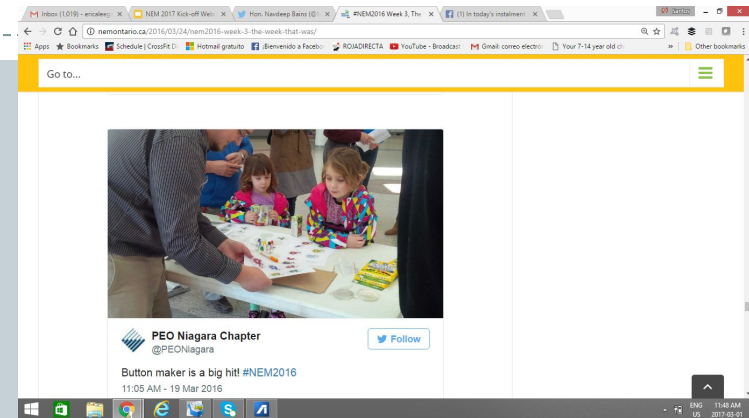 Inbox (1,019) - ericaleeg
NEM 2017 Kick-off Web
Hon. Navdeep Bains (@
#NEM2016 Week 3, The
(1) In today's instalment
nemontario.ca/2016/03/24/nem2016-week-3-the-week-that-was/
Apps Bookmarks Schedule | CrossFit D Hotmail gratuito ¡Bienvenido a Facebo ROJADIRECTA YouTube - Broadcast Gmail: correo electró Your 7-14 year old c » Other bookmarks
Go to...
PEO Niagara Chapter
@PEONiagara
Follow
Button maker is a big hit! #NEM2016
11:05 AM - 19 Mar 2016
ENG 11:48 AM
US 2017-03-01